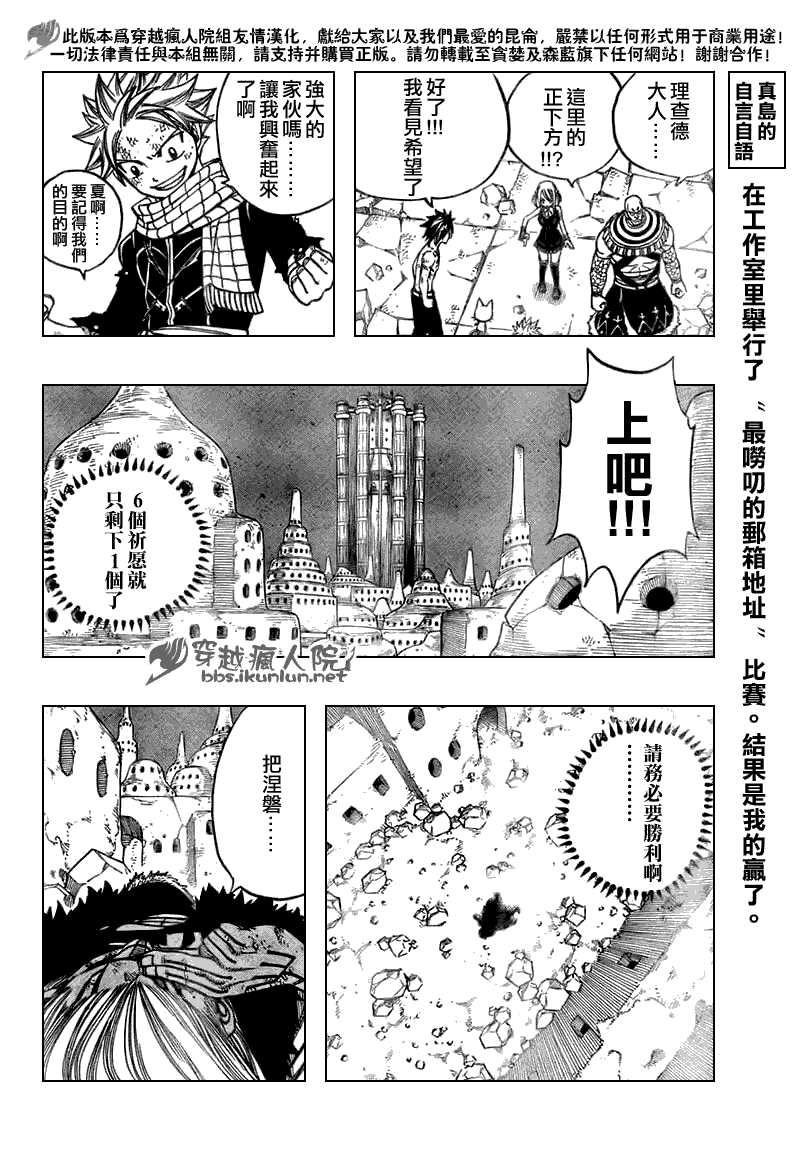 此版本爲穿越瘋人院組友情漢化，獻給大家以及我們最愛的昆侖，嚴禁以任何形式用于商業用途！
一切法律責任與本組無關，請支持并購買正版。請勿轉載至貪婪及森藍旗下任何網站！謝謝合作！
真島的
自言自語
在工作室里舉行了〝最嘮叨的郵箱地址〞比賽。結果是我的贏了。
理查德
大人……
這里的
正下方
!!?
好了!!!
我看見希望了
強大的
家伙嗎………
讓我興奮起來
了啊
夏啊……
要記得我們
的目的啊
上吧!!!
6個祈愿就
只剩下1個了
穿越瘋人院
bbs.ikunlun.net
請務必要勝利啊
…………
把涅磐……